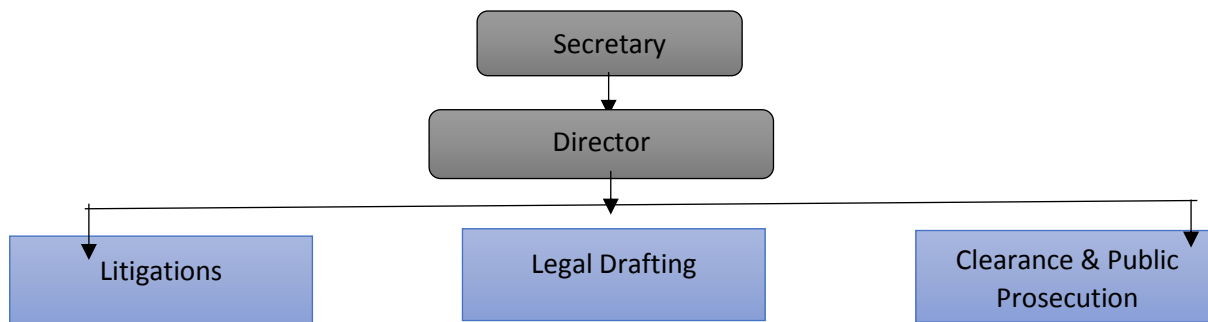 Secretary
Director
Litigations
Legal Drafting
Clearance & Public
Prosecution